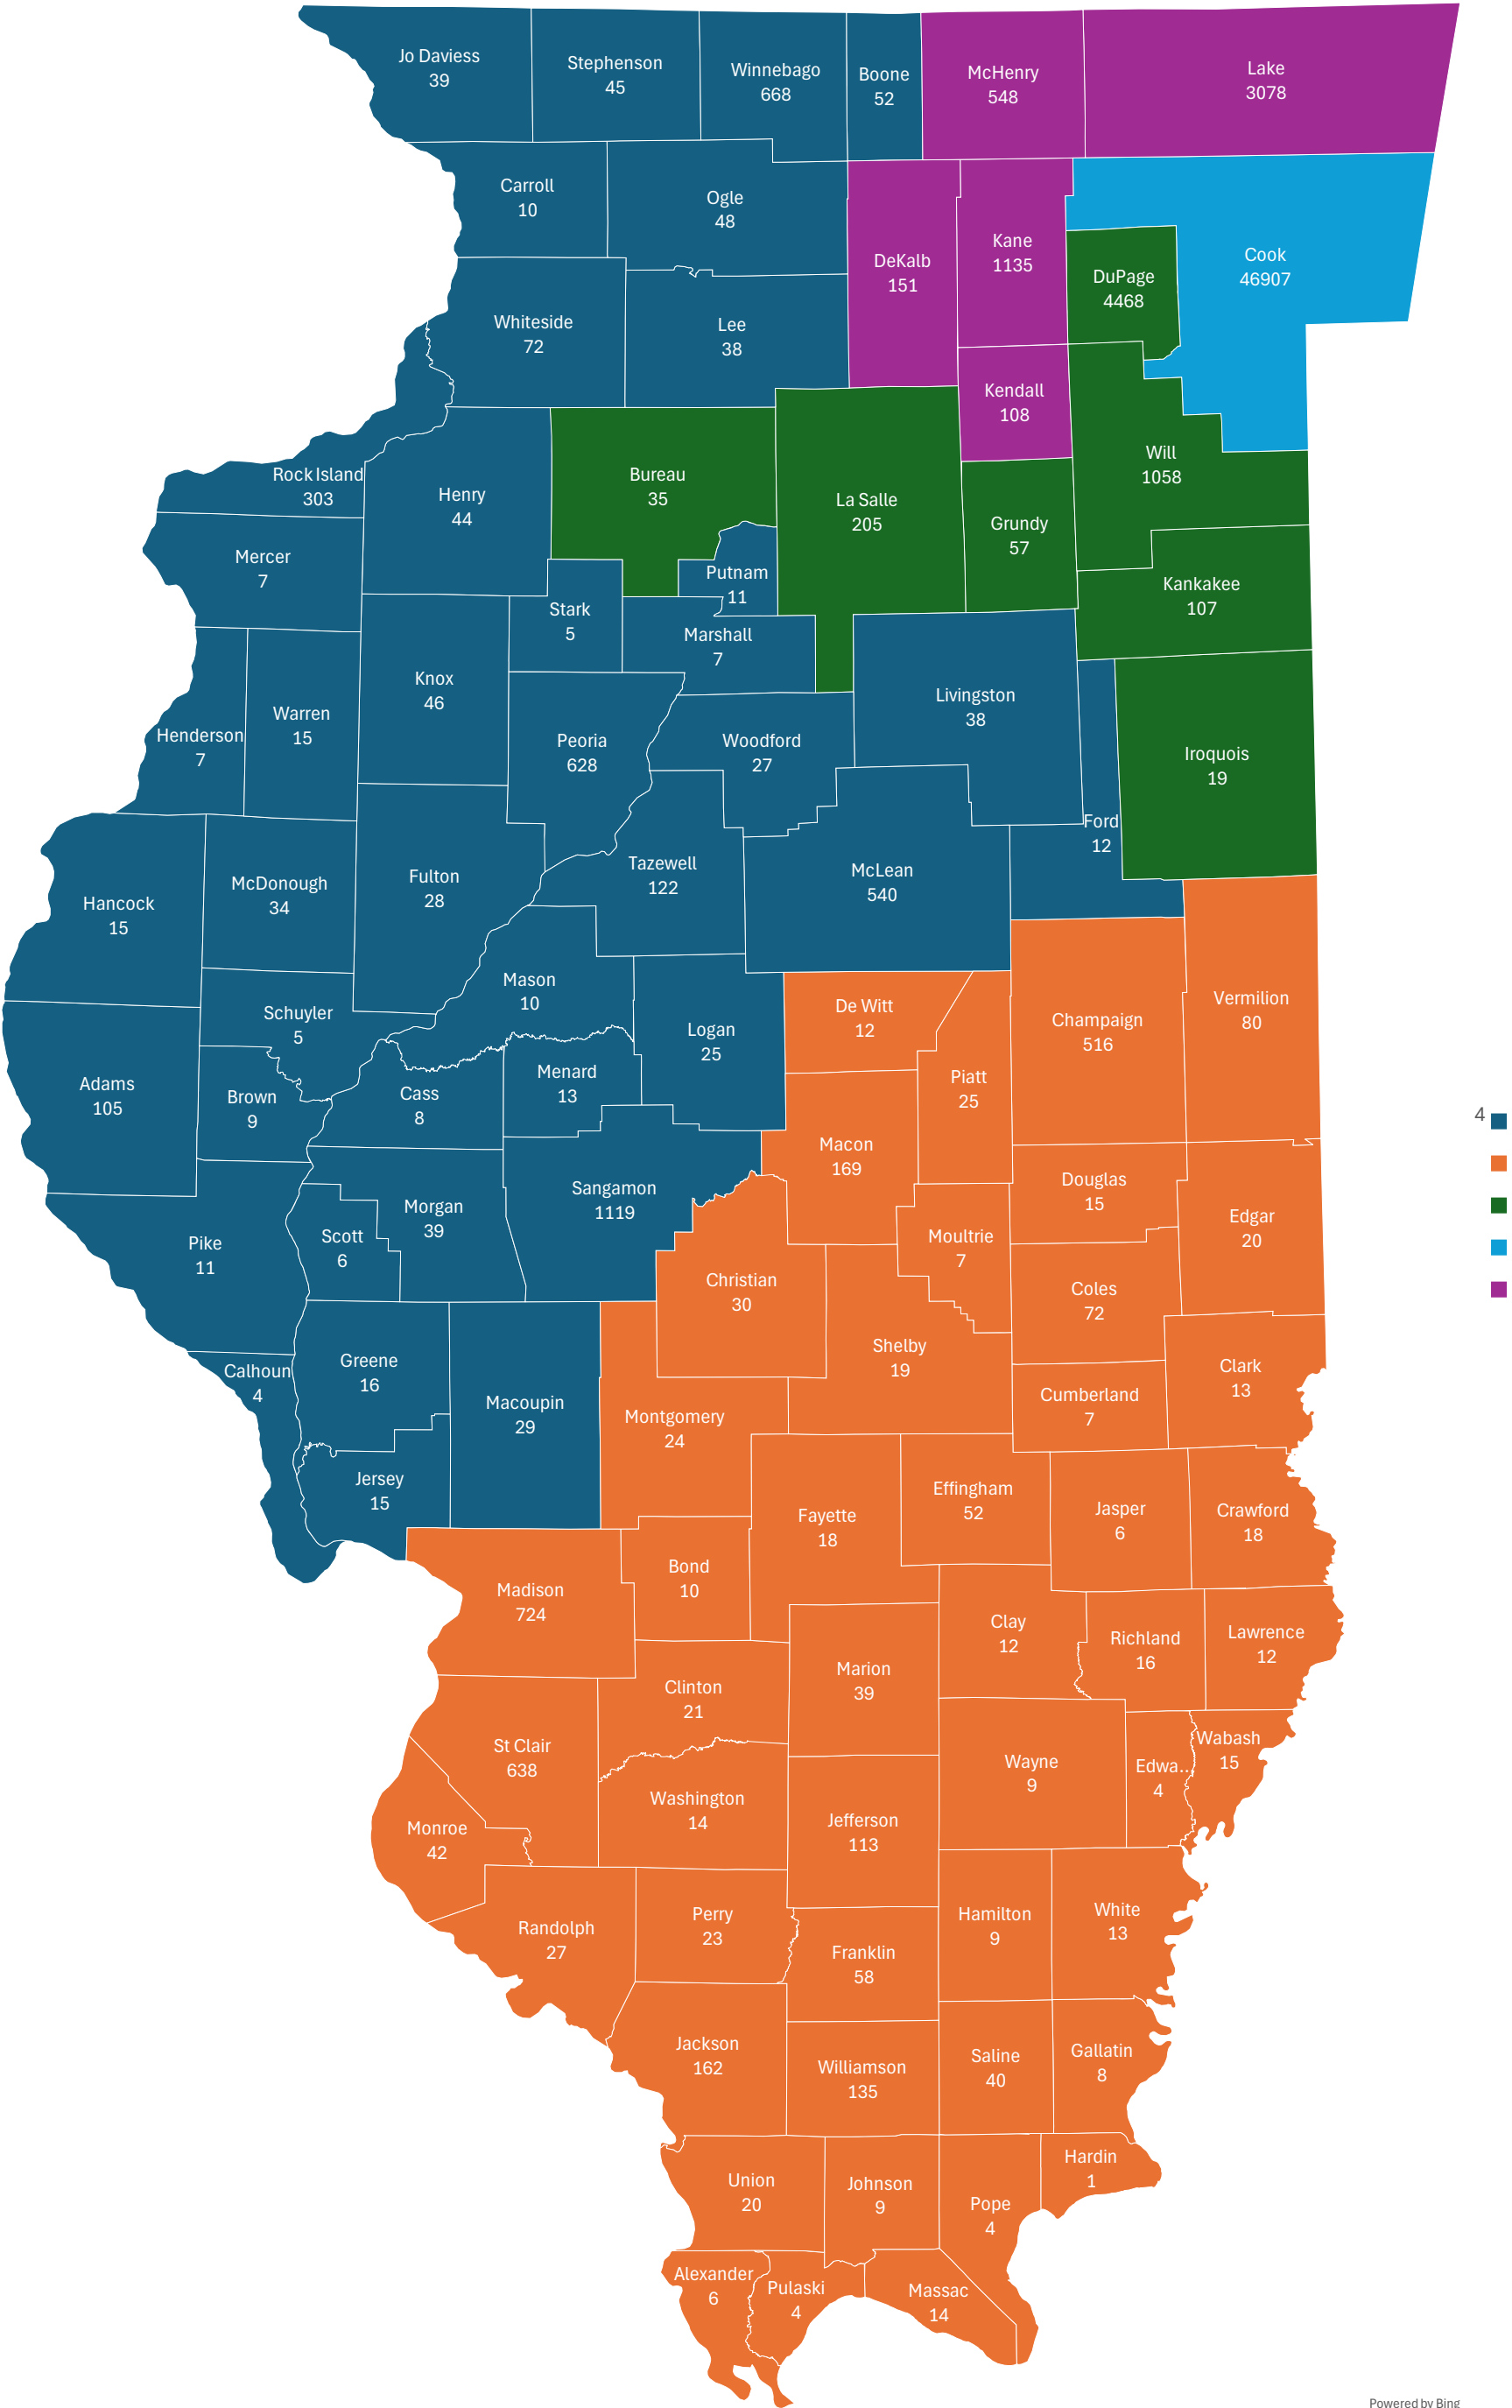 Jo Daviess
39
Stephenson
45
Winnebago
668
Boone
52
McHenry
548
Lake
3078
Carroll
10
Ogle
48
DeKalb
151
Kane
1135
DuPage
4468
Cook
46907
Whiteside
72
Lee
38
Kendall
108
Will
1058
Rock Island
303
Henry
44
Bureau
35
La Salle
205
Grundy
57
Mercer
7
Putnam
11
Kankakee
107
Stark
5
Marshall
7
Knox
46
Warren
15
Henderson
7
Peoria
628
Woodford
27
Livingston
38
Iroquois
19
Ford
12
Hancock
15
McDonough
34
Fulton
28
Tazewell
122
McLean
540
Mason
10
Schuyler
5
Logan
25
De Witt
12
Champaign
516
Vermilion
80
Adams
105
Brown
9
Cass
8
Menard
13
Piatt
25
4
Macon
169
Sangamon
1119
Morgan
39
Scott
6
Pike
11
Douglas
15
Edgar
20
Moultrie
7
Christian
30
Coles
72
Shelby
19
Clark
13
Calhoun
4
Greene
16
Macoupin
29
Montgomery
24
Cumberland
7
Jersey
15
Fayette
18
Effingham
52
Jasper
6
Crawford
18
Madison
724
Bond
10
Clay
12
Richland
16
Lawrence
12
Clinton
21
Marion
39
St Clair
638
Wayne
9
Edwa...
4
Wabash
15
Washington
14
Monroe
42
Jefferson
113
Randolph
27
Perry
23
Franklin
58
Hamilton
9
White
13
Jackson
162
Williamson
135
Saline
40
Gallatin
8
Union
20
Johnson
9
Pope
4
Hardin
1
Alexander
6
Pulaski
4
Massac
14
Powered by Bing